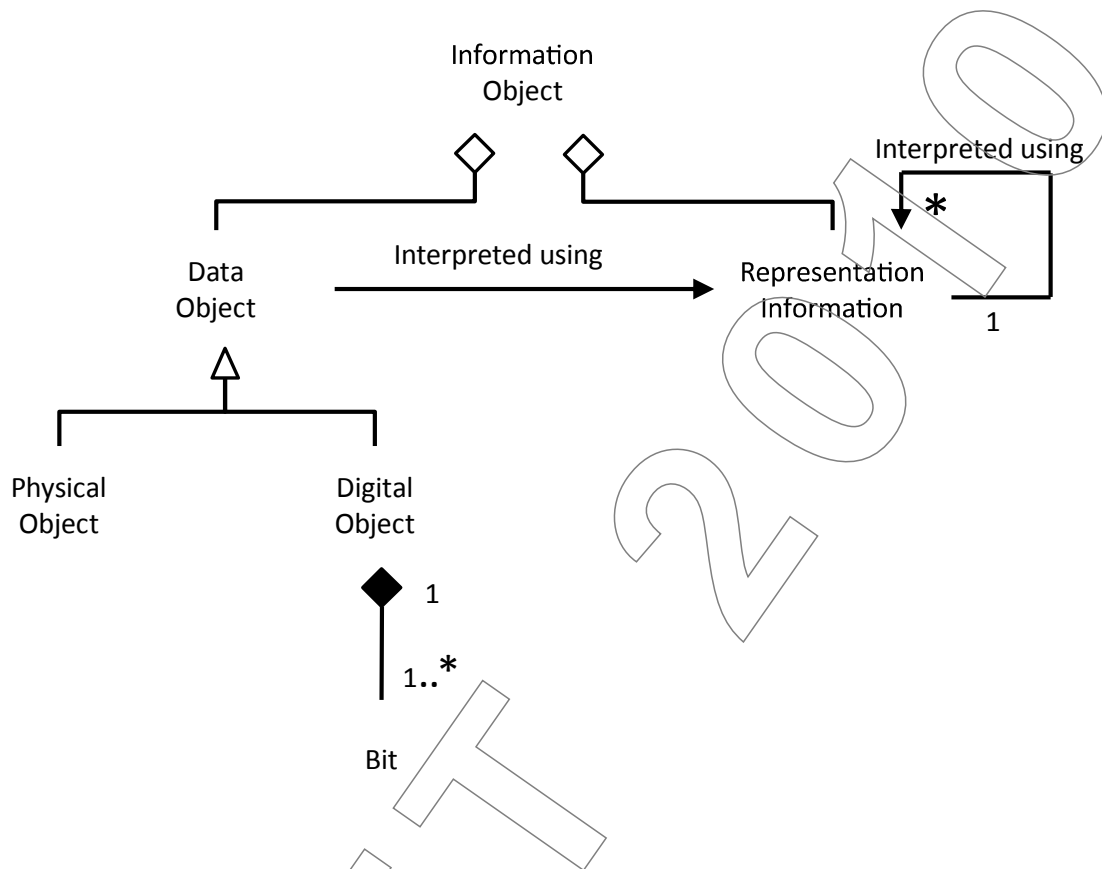 Information
Object
Interpreted using
*
Interpreted using
Data
Object
Representation
Information
1
Physical
Object
Digital
Object
1
1..*
Bit
T 2010